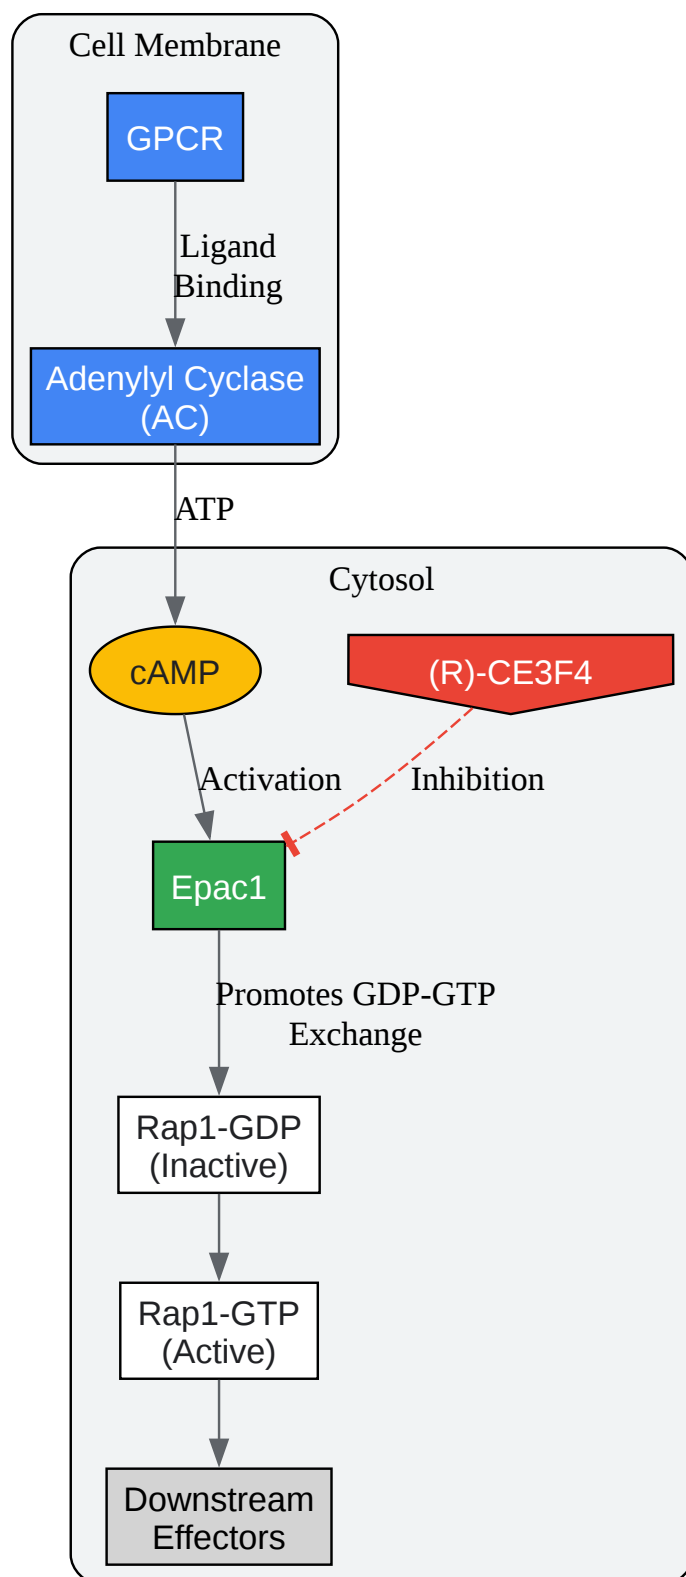 Cell Membrane
GPCR
Ligand
Binding
Adenylyl Cyclase
(AC)
ATP
Cytosol
cAMP
(R)-CE3F4
Activation
Inhibition
Epac1
Promotes GDP-GTP
Exchange
Rap1-GDP
(Inactive)
Rap1-GTP
(Active)
Downstream
Effectors